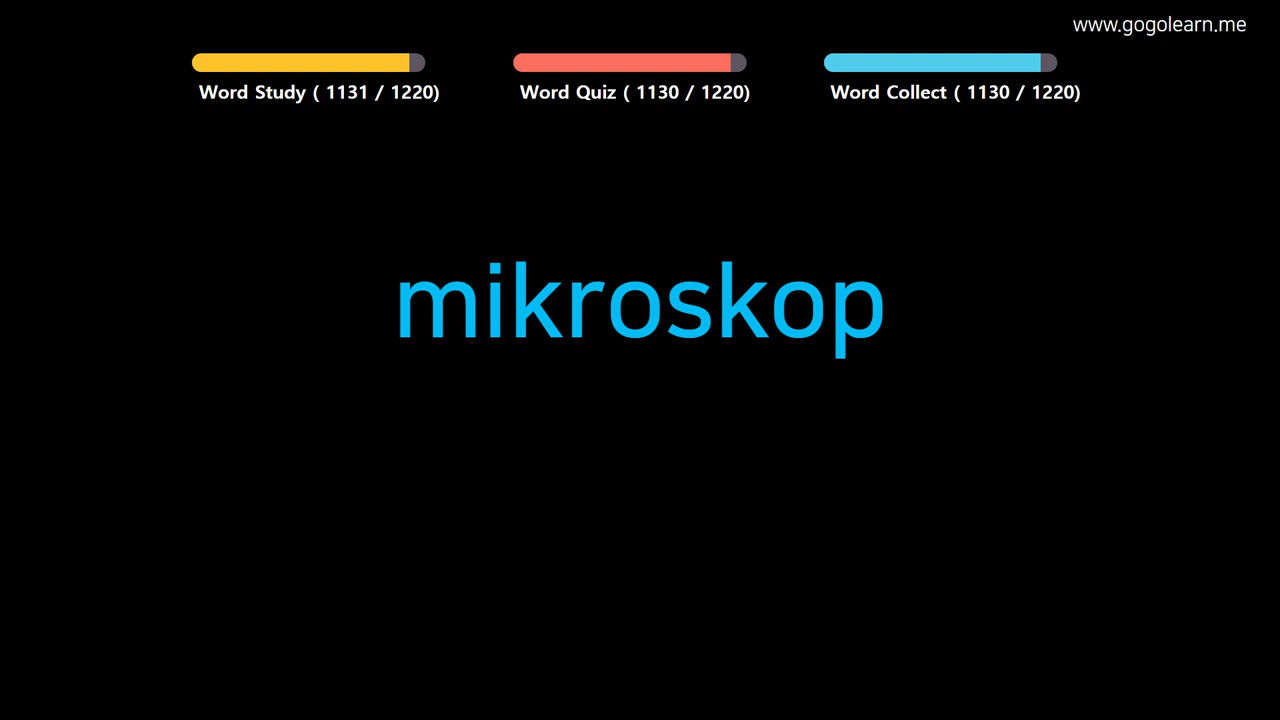 www.gogolearn.me
Word Study ( 1131 / 1220)
Word Quiz ( 1130 / 1220)
Word Collect ( 1130 / 1220)
mikroskop